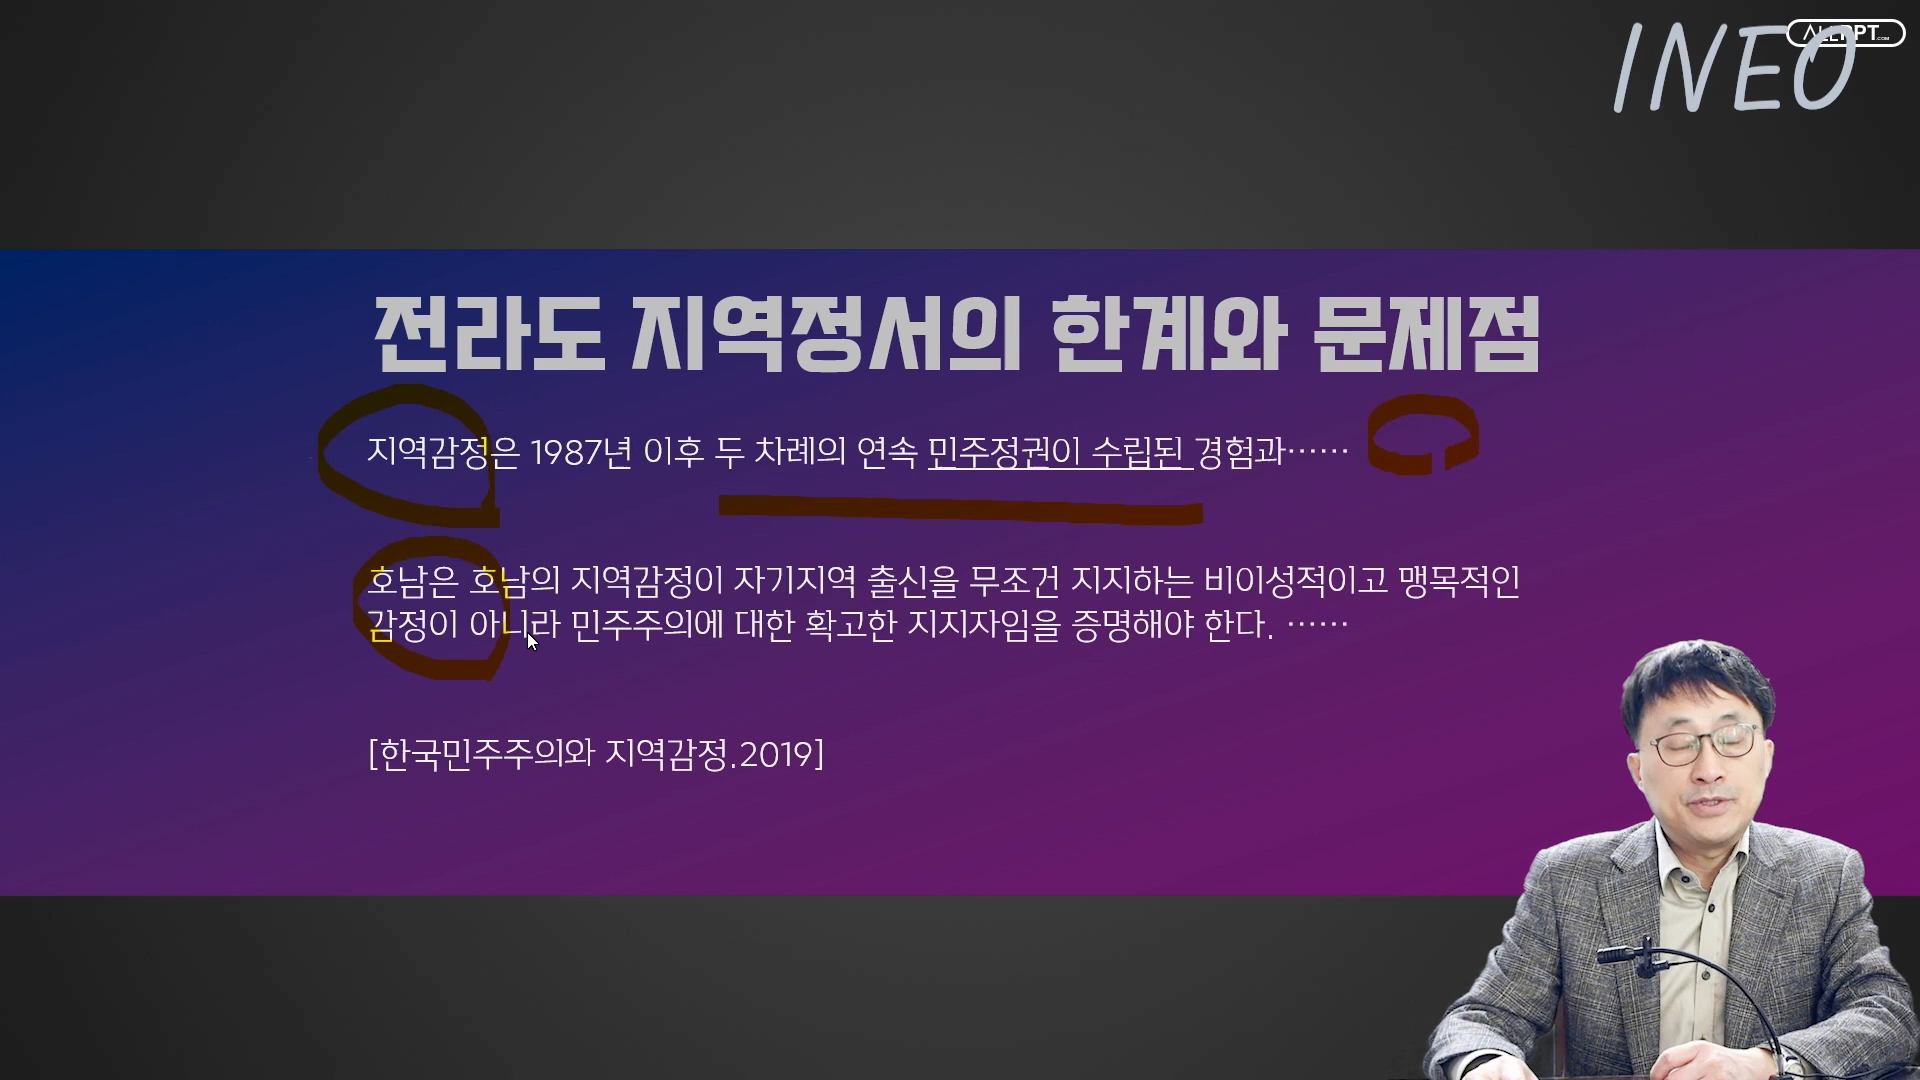 INEO
ALLPPT.COM
전라도 지역정서의 한계와 문제점
지역감정은 1987년 이후 두 차례의 연속 민주정권이 수립된 경험과……
호남은 호남의 지역감정이 자기지역 출신을 무조건 지지하는 비이성적이고 맹목적인
감정이 아니라 민주주의에 대한 확고한 지지자임을 증명해야 한다. ……
[한국민주주의와 지역감정.2019]